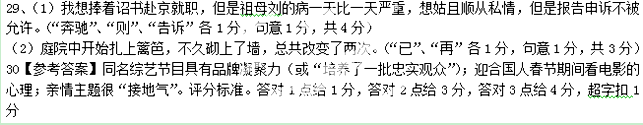 29、（1）我想捧着诏书赴京就职，但是祖母刘的病一天比一天严重，想姑且顺从私情，但是报告申诉不被
允许。（“奔驰”、“则”、“告诉”各1分，句意1分，共4分）
（2）庭院中开始扎上篱笆，不久砌上了墙，总共改变了两次。（“已”、“再”各1分，句意1分，共3分）
30【参考答案】同名综艺节目具有品牌凝聚力（或“培养了一批忠实观众”）；迎合国人春节期间看电影的
心理；亲情主题很“接地气”。评分标准。答对1点给1分，答对2点给3分，答对3点给4分，超字扣1
分